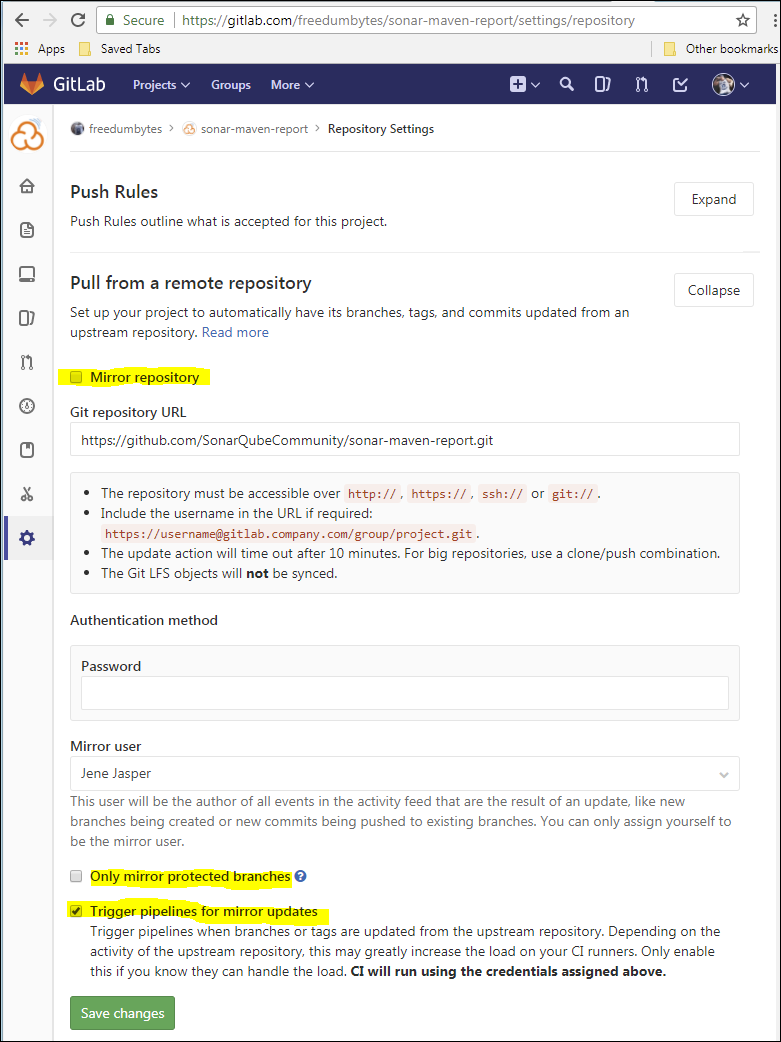 Secure https://gitlab.com/freedumbytes/sonar-maven-report/settings/repository
Apps Saved Tabs Other bookmarks
GitLab Projects Groups More
freedumbytes > sonar-maven-report > Repository Settings
Push Rules
Expand
Push Rules outline what is accepted for this project.
Pull from a remote repository
Collapse
Set up your project to automatically have its branches, tags, and commits updated from an
upstream repository. Read more
Mirror repository
Git repository URL
https://github.com/SonarQubeCommunity/sonar-maven-report.git
• The repository must be accessible over http://, https://, ssh:// or git://.
• Include the username in the URL if required:
https://username@gitlab.company.com/group/project.git.
• The update action will time out after 10 minutes. For big repositories, use a clone/push combination.
• The Git LFS objects will not be synced.
Authentication method
Password
Mirror user
Jene Jasper
This user will be the author of all events in the activity feed that are the result of an update, like new
branches being created or new commits being pushed to existing branches. You can only assign yourself to
be the mirror user.
Only mirror protected branches ?
Trigger pipelines for mirror updates
Trigger pipelines when branches or tags are updated from the upstream repository. Depending on the
activity of the upstream repository, this may greatly increase the load on your CI runners. Only enable
this if you know they can handle the load. CI will run using the credentials assigned above.
Save changes